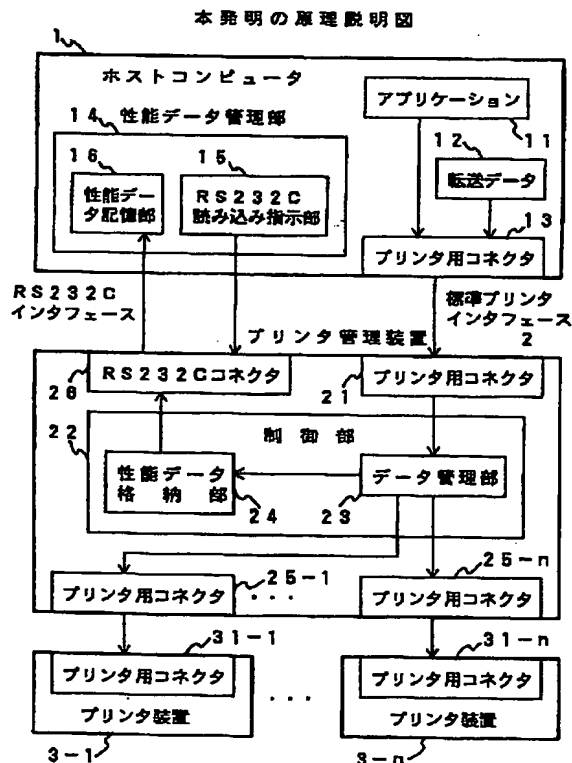 本発明の原理説明図
1
ホストコンピュータ
14 性能データ管理部
16
性能デー
タ記憶部
15
RS232C
読み込み指示部
アプリケーション
11
12
転送データ
13
プリンタ用コネクタ
RS232C
インタフェース
標準プリンタ
インタフェース
2
プリンタ管理装置
RS232Cコネクタ
26
プリンタ用コネクタ
21
22
制御部
性能データ
格納部
24
データ管理部
23
25-1
プリンタ用コネクタ
...
25-n
プリンタ用コネクタ
31-1
プリンタ用コネクタ
プリンタ装置
3-1
...
31-n
プリンタ用コネクタ
プリンタ装置
3-n